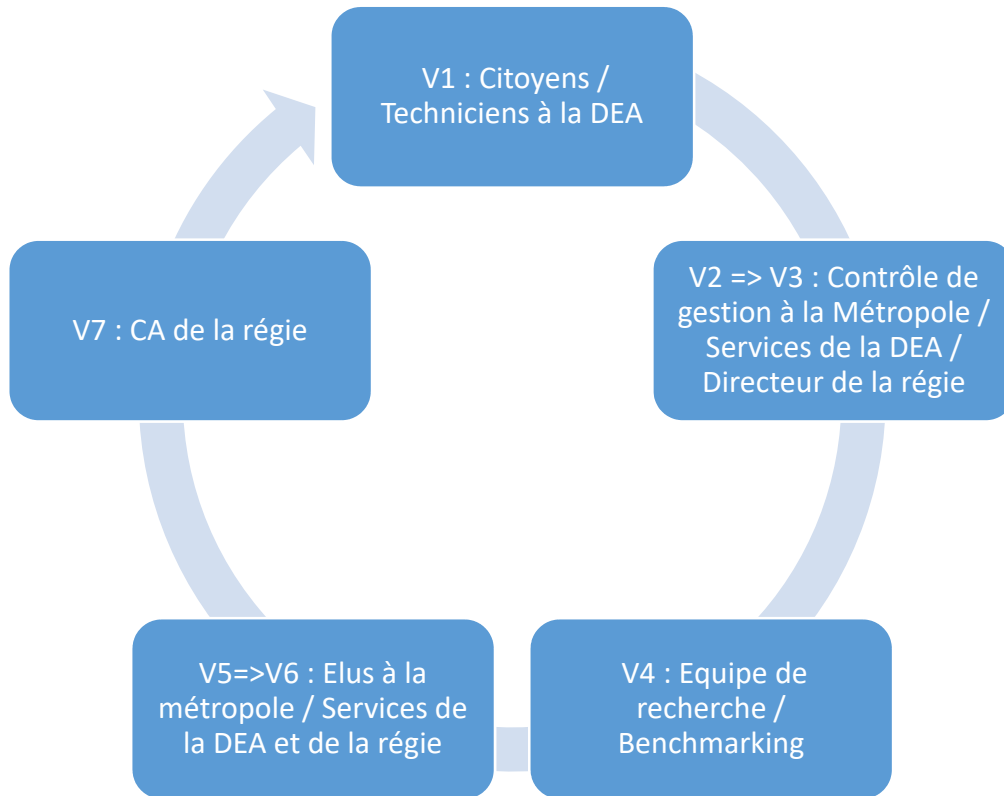 V1 : Citoyens /
Techniciens à la DEA
V2 => V3 : Contrôle de
gestion à la Métropole /
Services de la DEA /
Directeur de la régie
V4 : Equipe de
recherche /
Benchmarking
V5=>V6 : Elus à la
métropole / Services de
la DEA et de la régie
V7 : CA de la régie